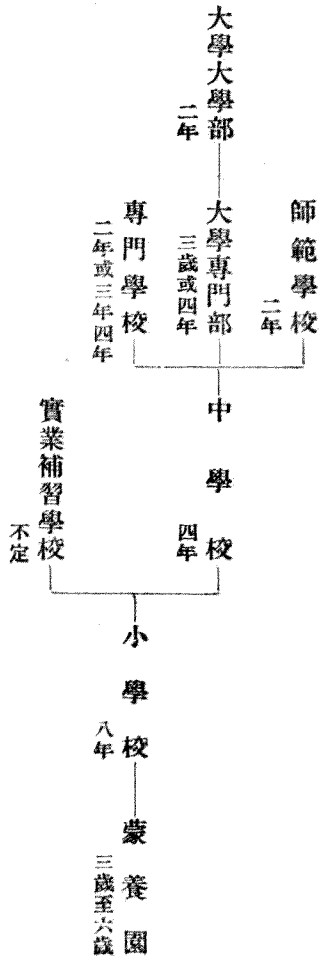 師範學校
二年
大學大學部
二年
大學專門部
三歲或四年
專門學校
二年或三年四年
中學校
四年
實業補習學校
不定
小學校
八年
蒙養園
三歲至六歲